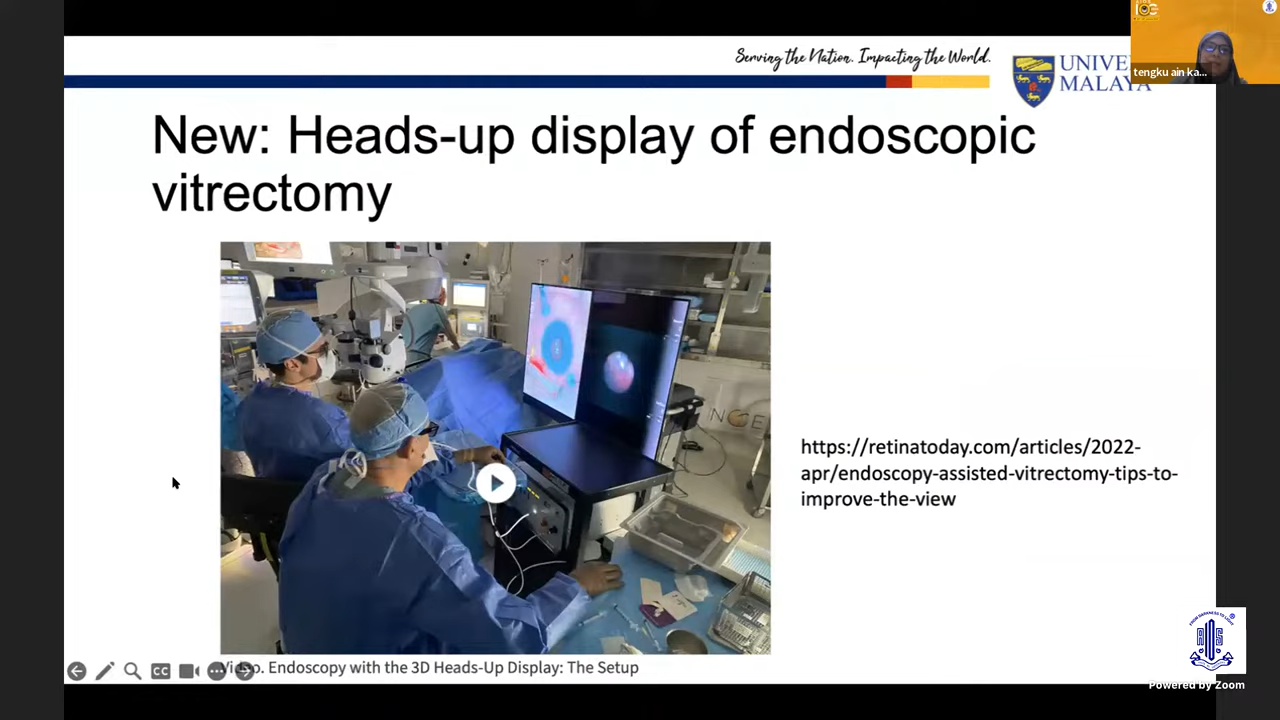 Serving the Nation. Impacting the World.
UNIVE
MALAYA
tengku ain ka...
New: Heads-up display of endoscopic
vitrectomy
https://retinatoday.com/articles/2022-
apr/endoscopy-assisted-vitrectomy-tips-to-
improve-the-view
Video. Endoscopy with the 3D Heads-Up Display: The Setup
CC
Powered by Zoom